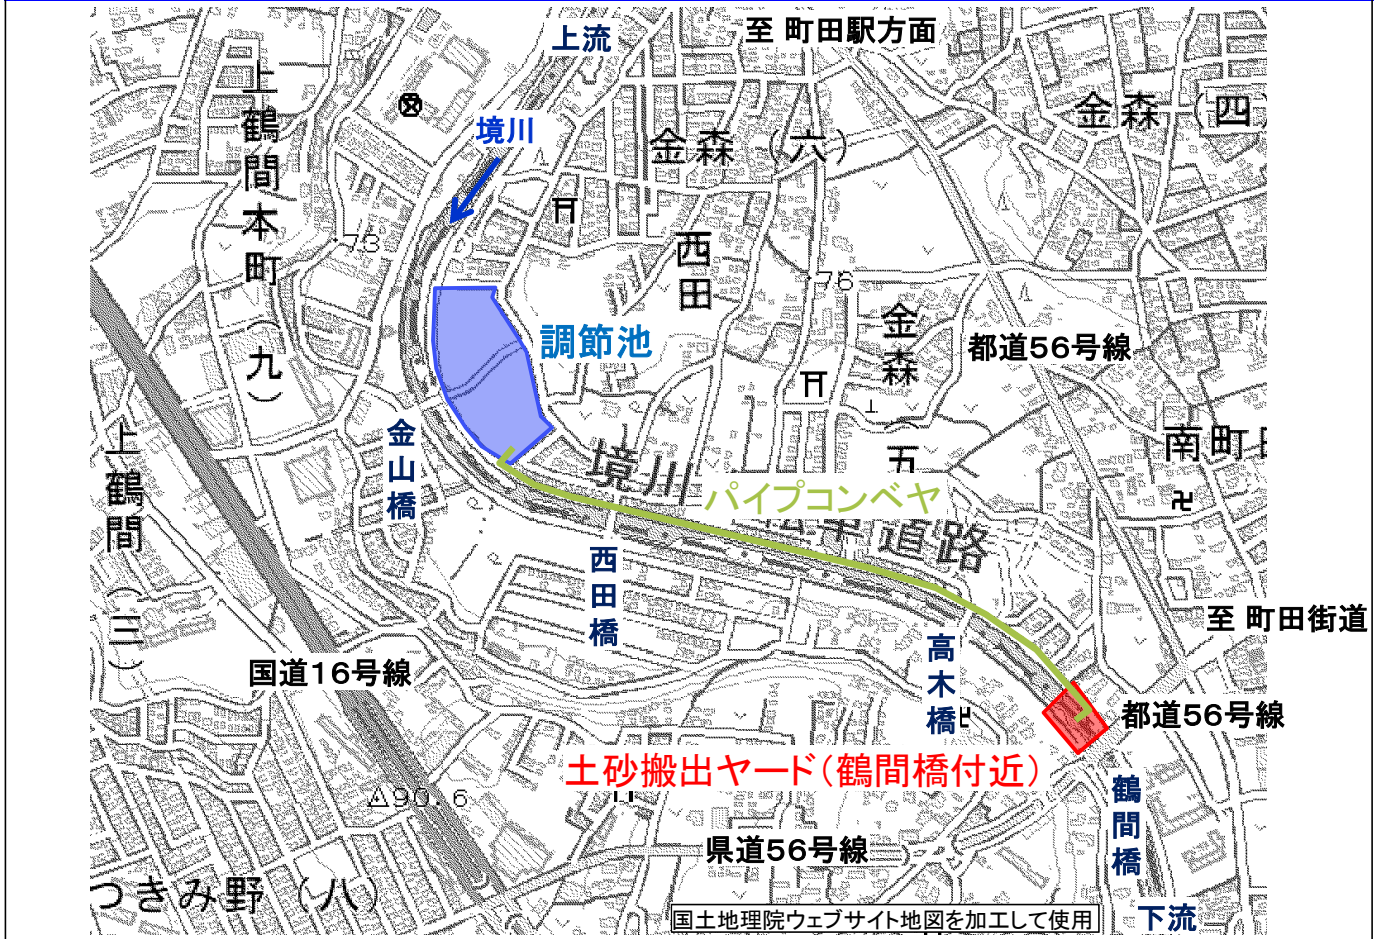 上流
至 町田駅方面
上鶴間本町(九)
境川
金森(六)
金森(四)
73
西田
76
調節池
金森(五
都道56号線
金山橋
境川
南町
上鶴間(三)
パイプコンベヤ
転車道路
西田橋
至 町田街道
国道16号線
高木橋
都道56号線
土砂搬出ヤード(鶴間橋付近)
90.6
鶴間橋
県道56号線
つきみ野(八)
国土地理院ウェブサイト地図を加工して使用
下流